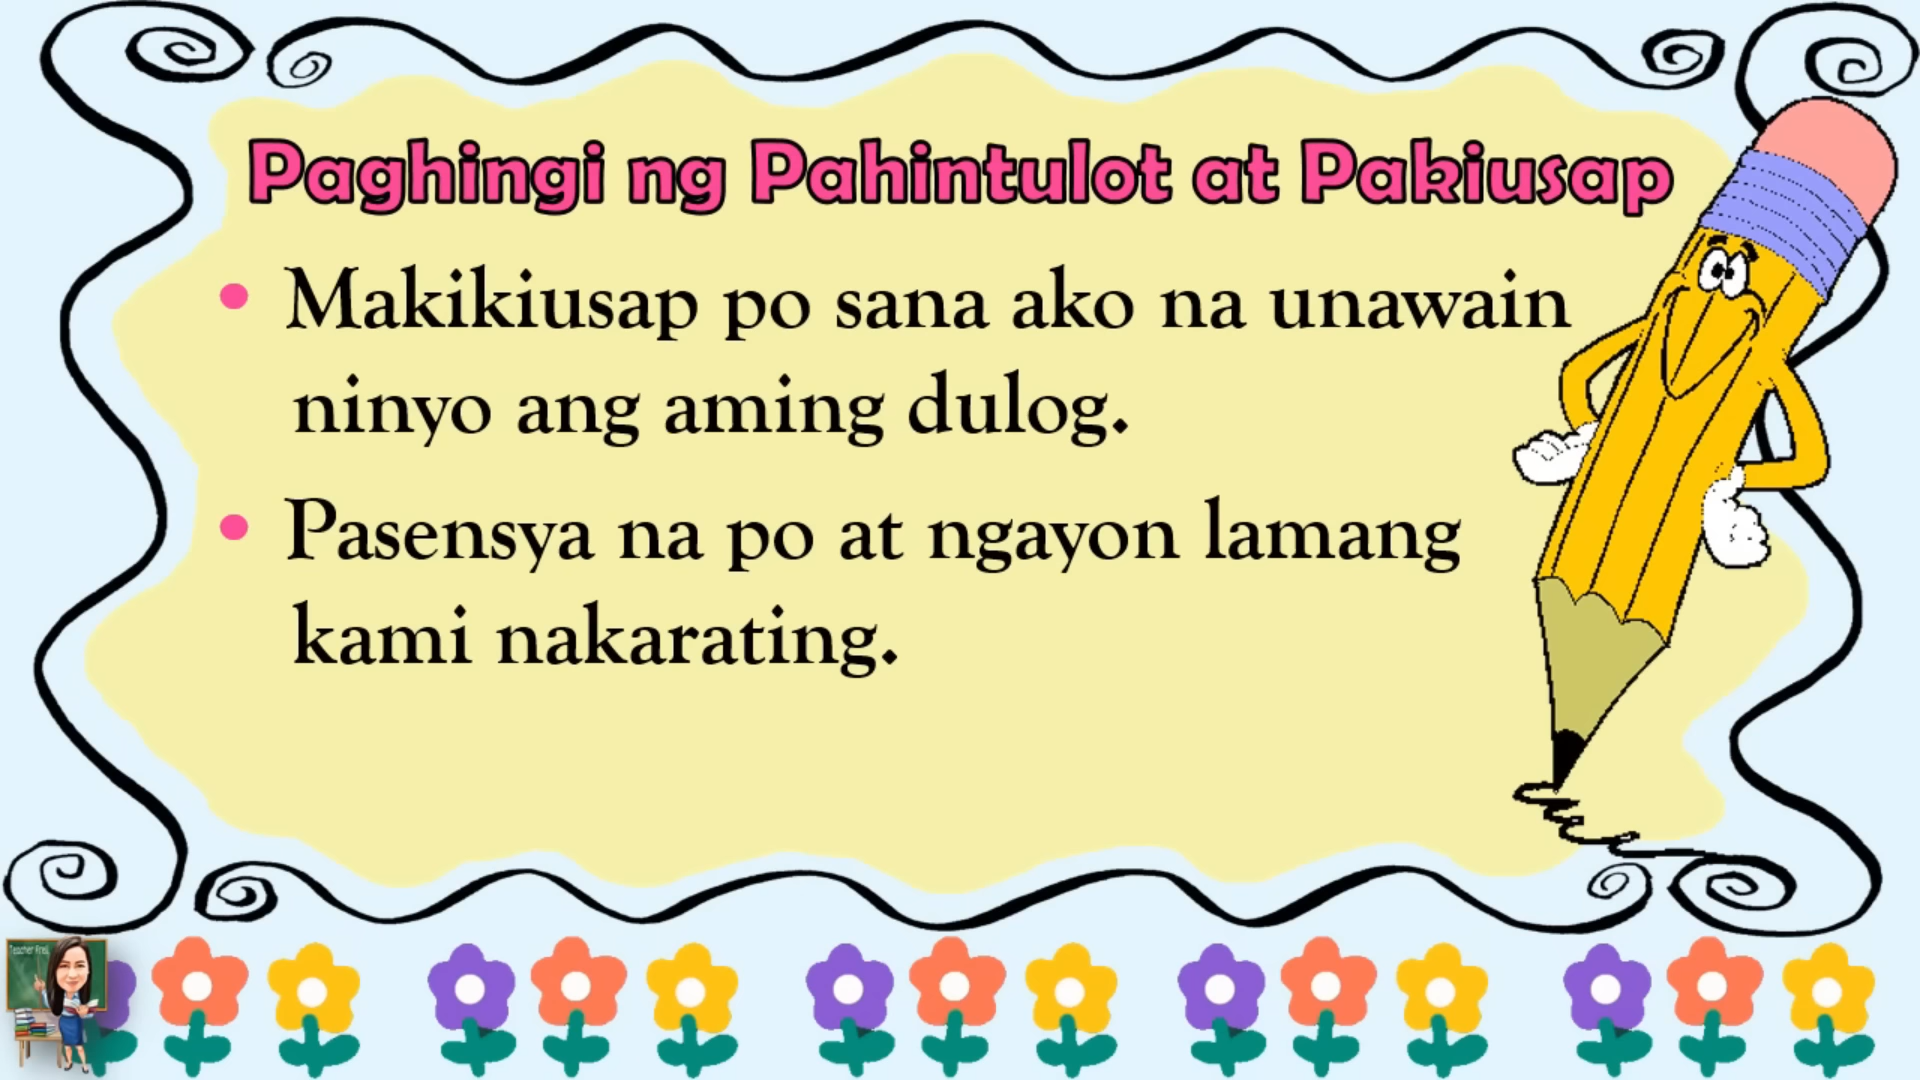 Paghingi ng Pahintulot at Pakiusap
• Makikiusap po sana ako na unawain
ninyo ang aming dulog.
• Pasensya na po at ngayon lamang
kami nakarating.